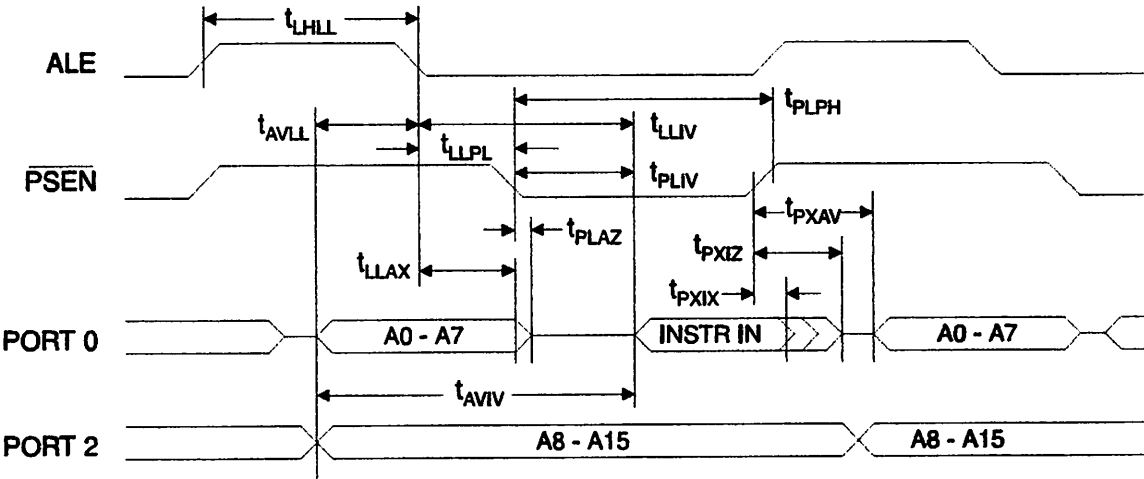 tLHLL
ALE
tPLPH
tAVLL
tLLIV
tLLPL
PSEN
tPLIV
tPXAV
tPLAZ
tPXIZ
tLLAX
tPXIX
PORT 0
A0 - A7
INSTR IN
A0 - A7
tAVIV
PORT 2
A8 - A15
A8 - A15